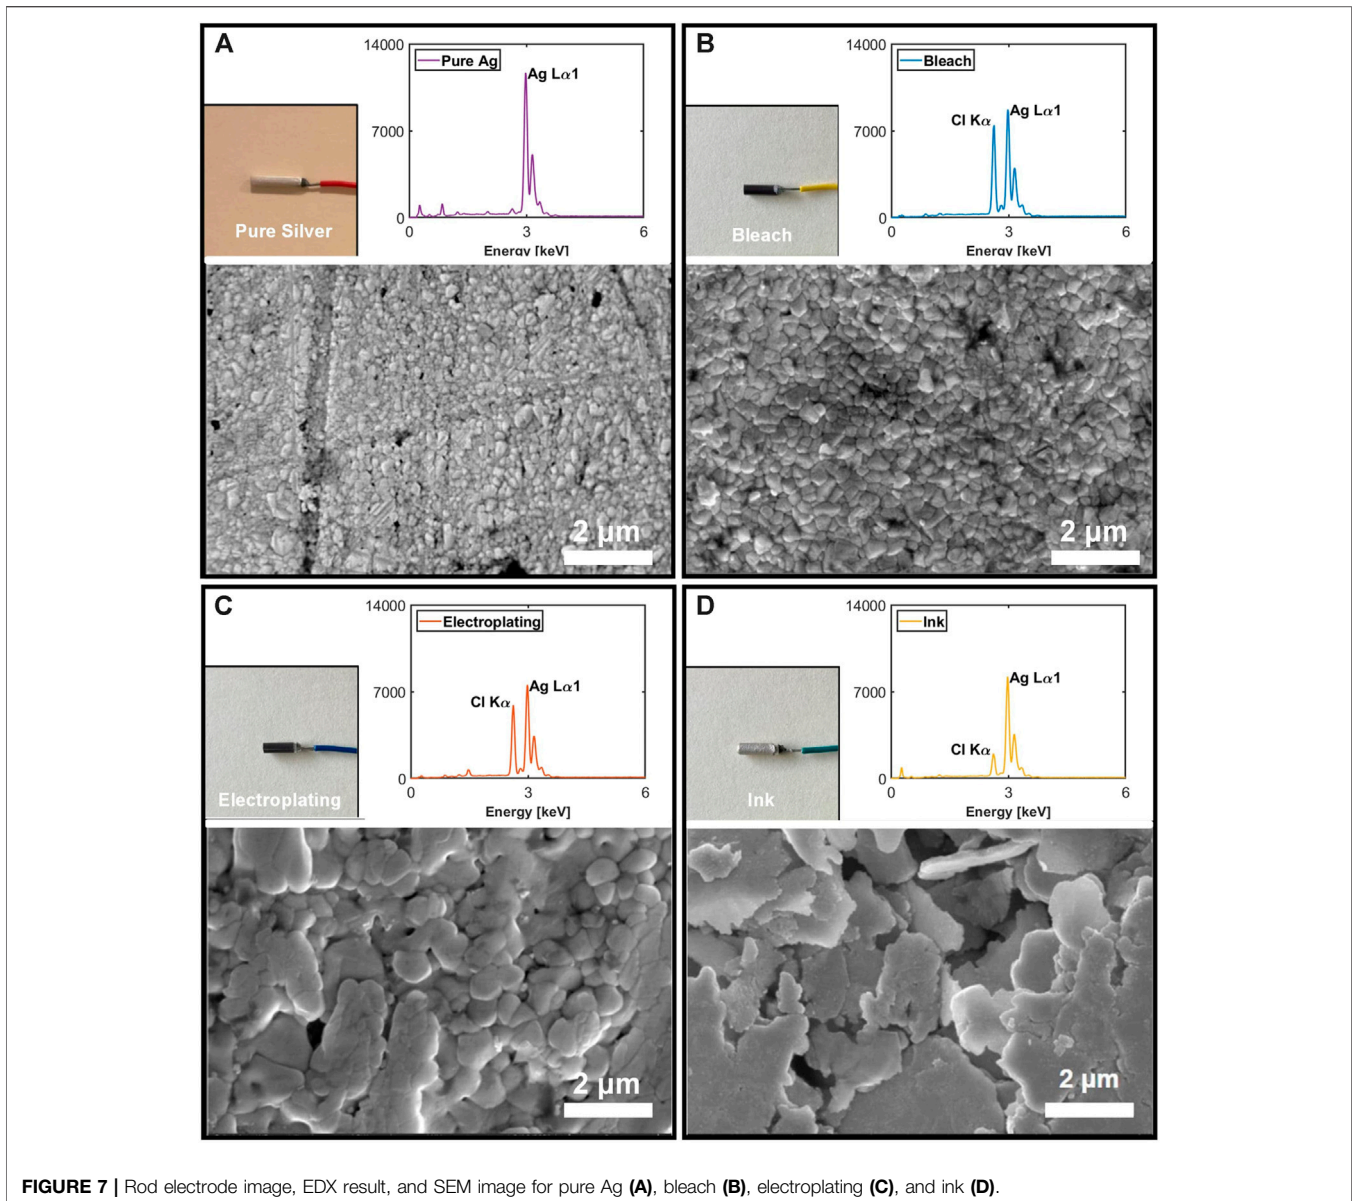 A
14000
Pure Ag
Ag Lα1
7000
0
0 3 6
Energy [keV]
Pure Silver
2 µm
B
14000
Bleach
Cl Kα
Ag Lα1
7000
0
0 3 6
Energy [keV]
Bleach
2 µm
C
14000
Electroplating
Cl Kα
Ag Lα1
7000
0
0 3 6
Energy [keV]
Electroplating
2 µm
D
14000
Ink
Ag Lα1
7000
Cl Kα
0
0 3 6
Energy [keV]
Ink
2 µm
FIGURE 7 | Rod electrode image, EDX result, and SEM image for pure Ag (A), bleach (B), electroplating (C), and ink (D).